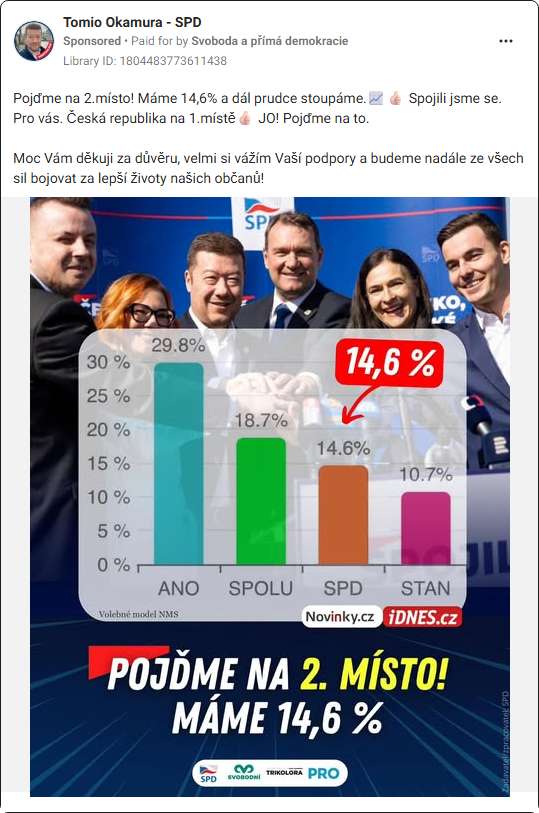 Tomio Okamura - SPD
Sponsored • Paid for by Svoboda a přímá demokracie
Library ID: 1804483773611438
Pojďme na 2.místo! Máme 14,6% a dál prudce stoupáme.📈 👍🏻 Spojili jsme se.
Pro vás. Česká republika na 1.místě👍🏻 JO! Pojďme na to.
Moc Vám děkuji za důvěru, velmi si vážím Vaší podpory a budeme nadále ze všech
sil bojovat za lepší životy našich občanů!
SPD
SPD
SPD
KO,
30 %
25 %
20 %
15 %
10 %
5 %
0 %
29.8%
18.7%
14.6%
10.7%
14,6 %
ANO SPOLU SPD STAN
Volebné model NMS
Novinky.cz iDNES.cz
POJĎME NA 2. MÍSTO!
MÁME 14,6 %
SPD SVOBODNÍ TRIKOLORA PRO
Zadavatel/zpracovatel: SPD